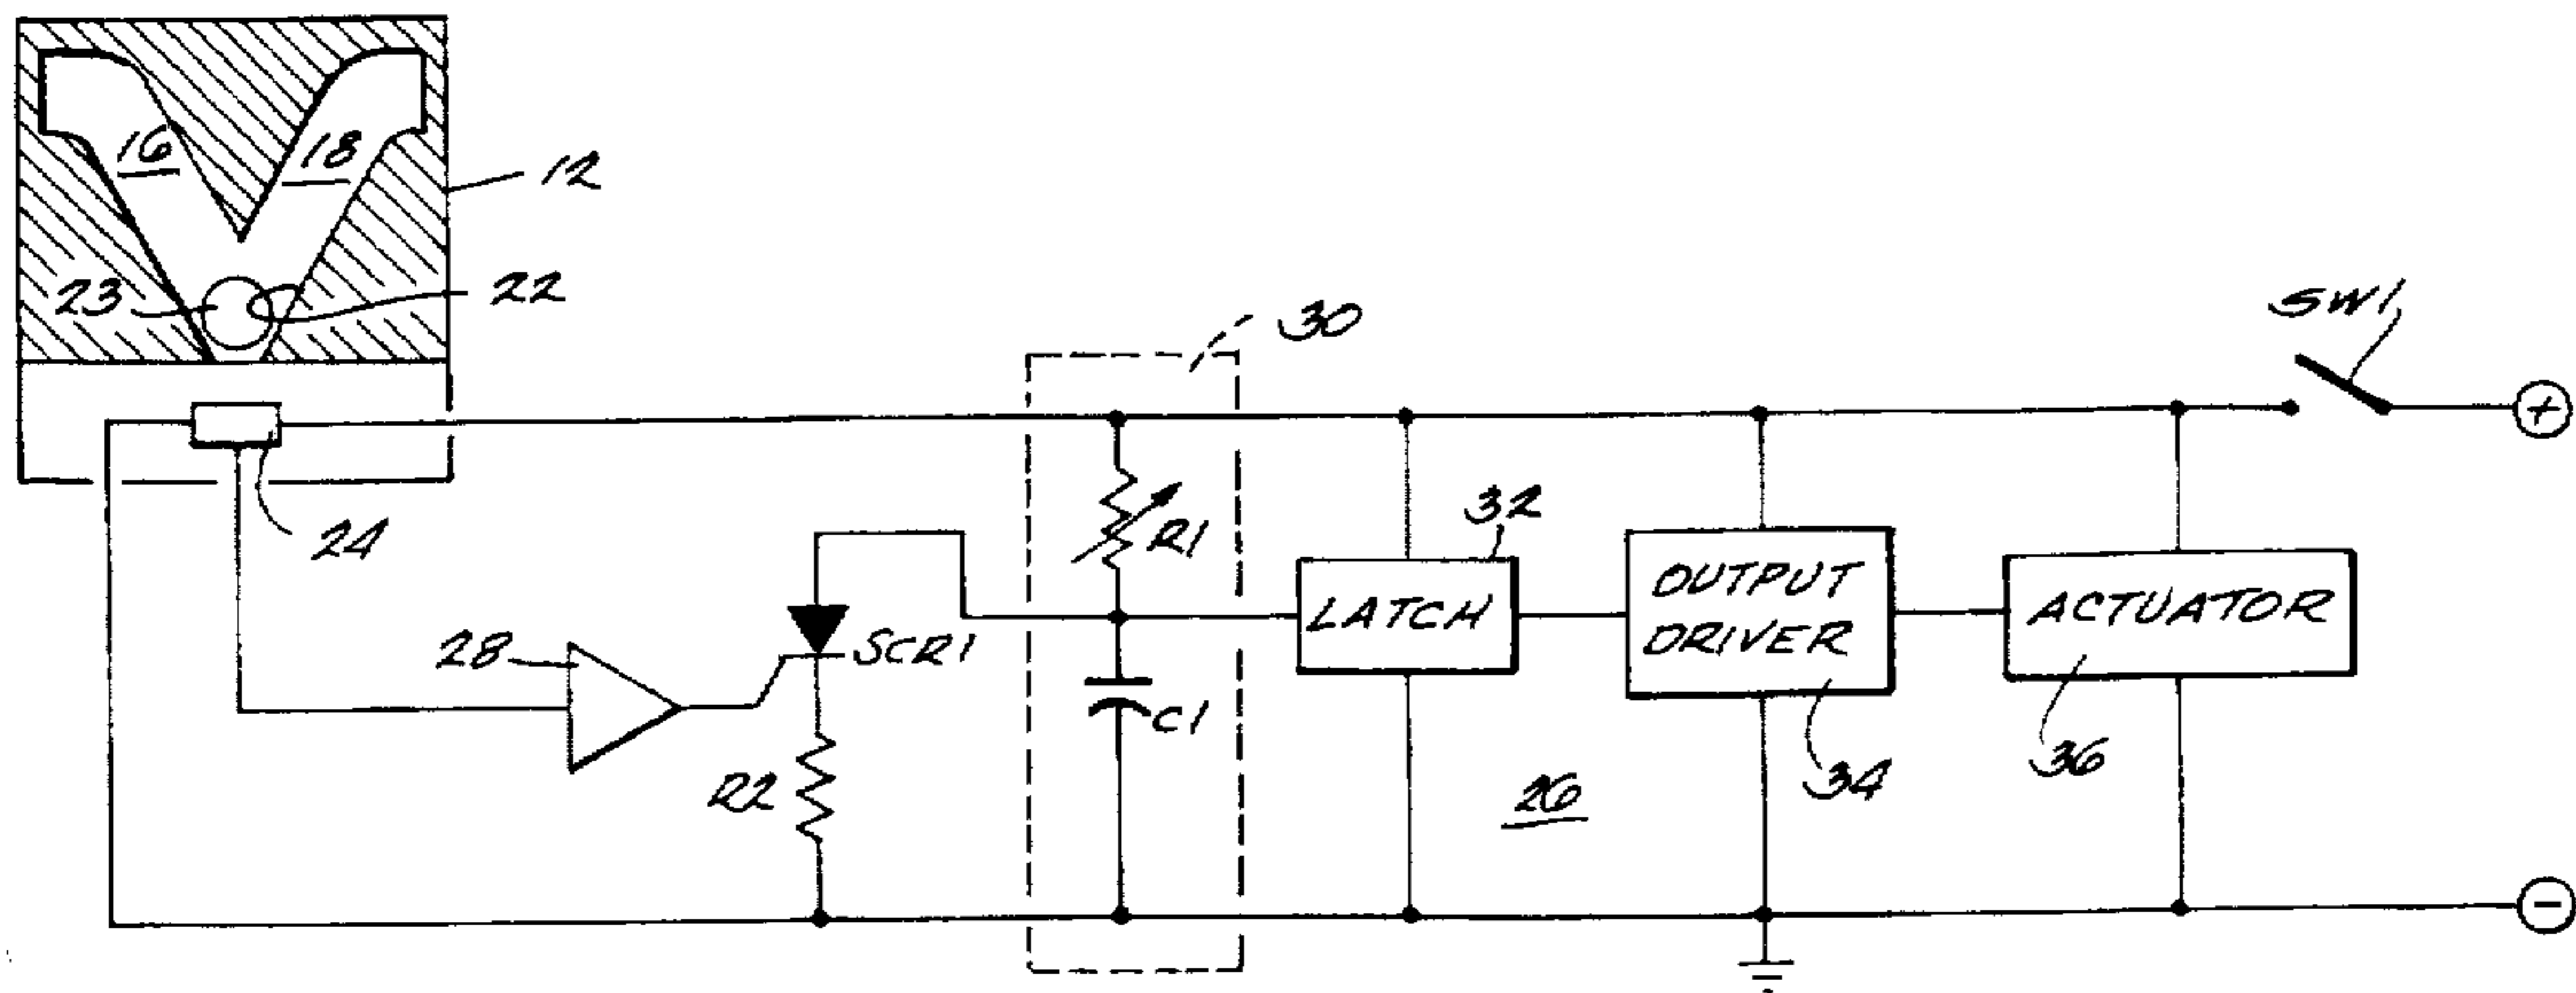 16
18
12
23
22
30
SW1
+
24
R1
32
LATCH
OUTPUT
DRIVER
ACTUATOR
28
SCR1
C1
R2
26
34
36
-